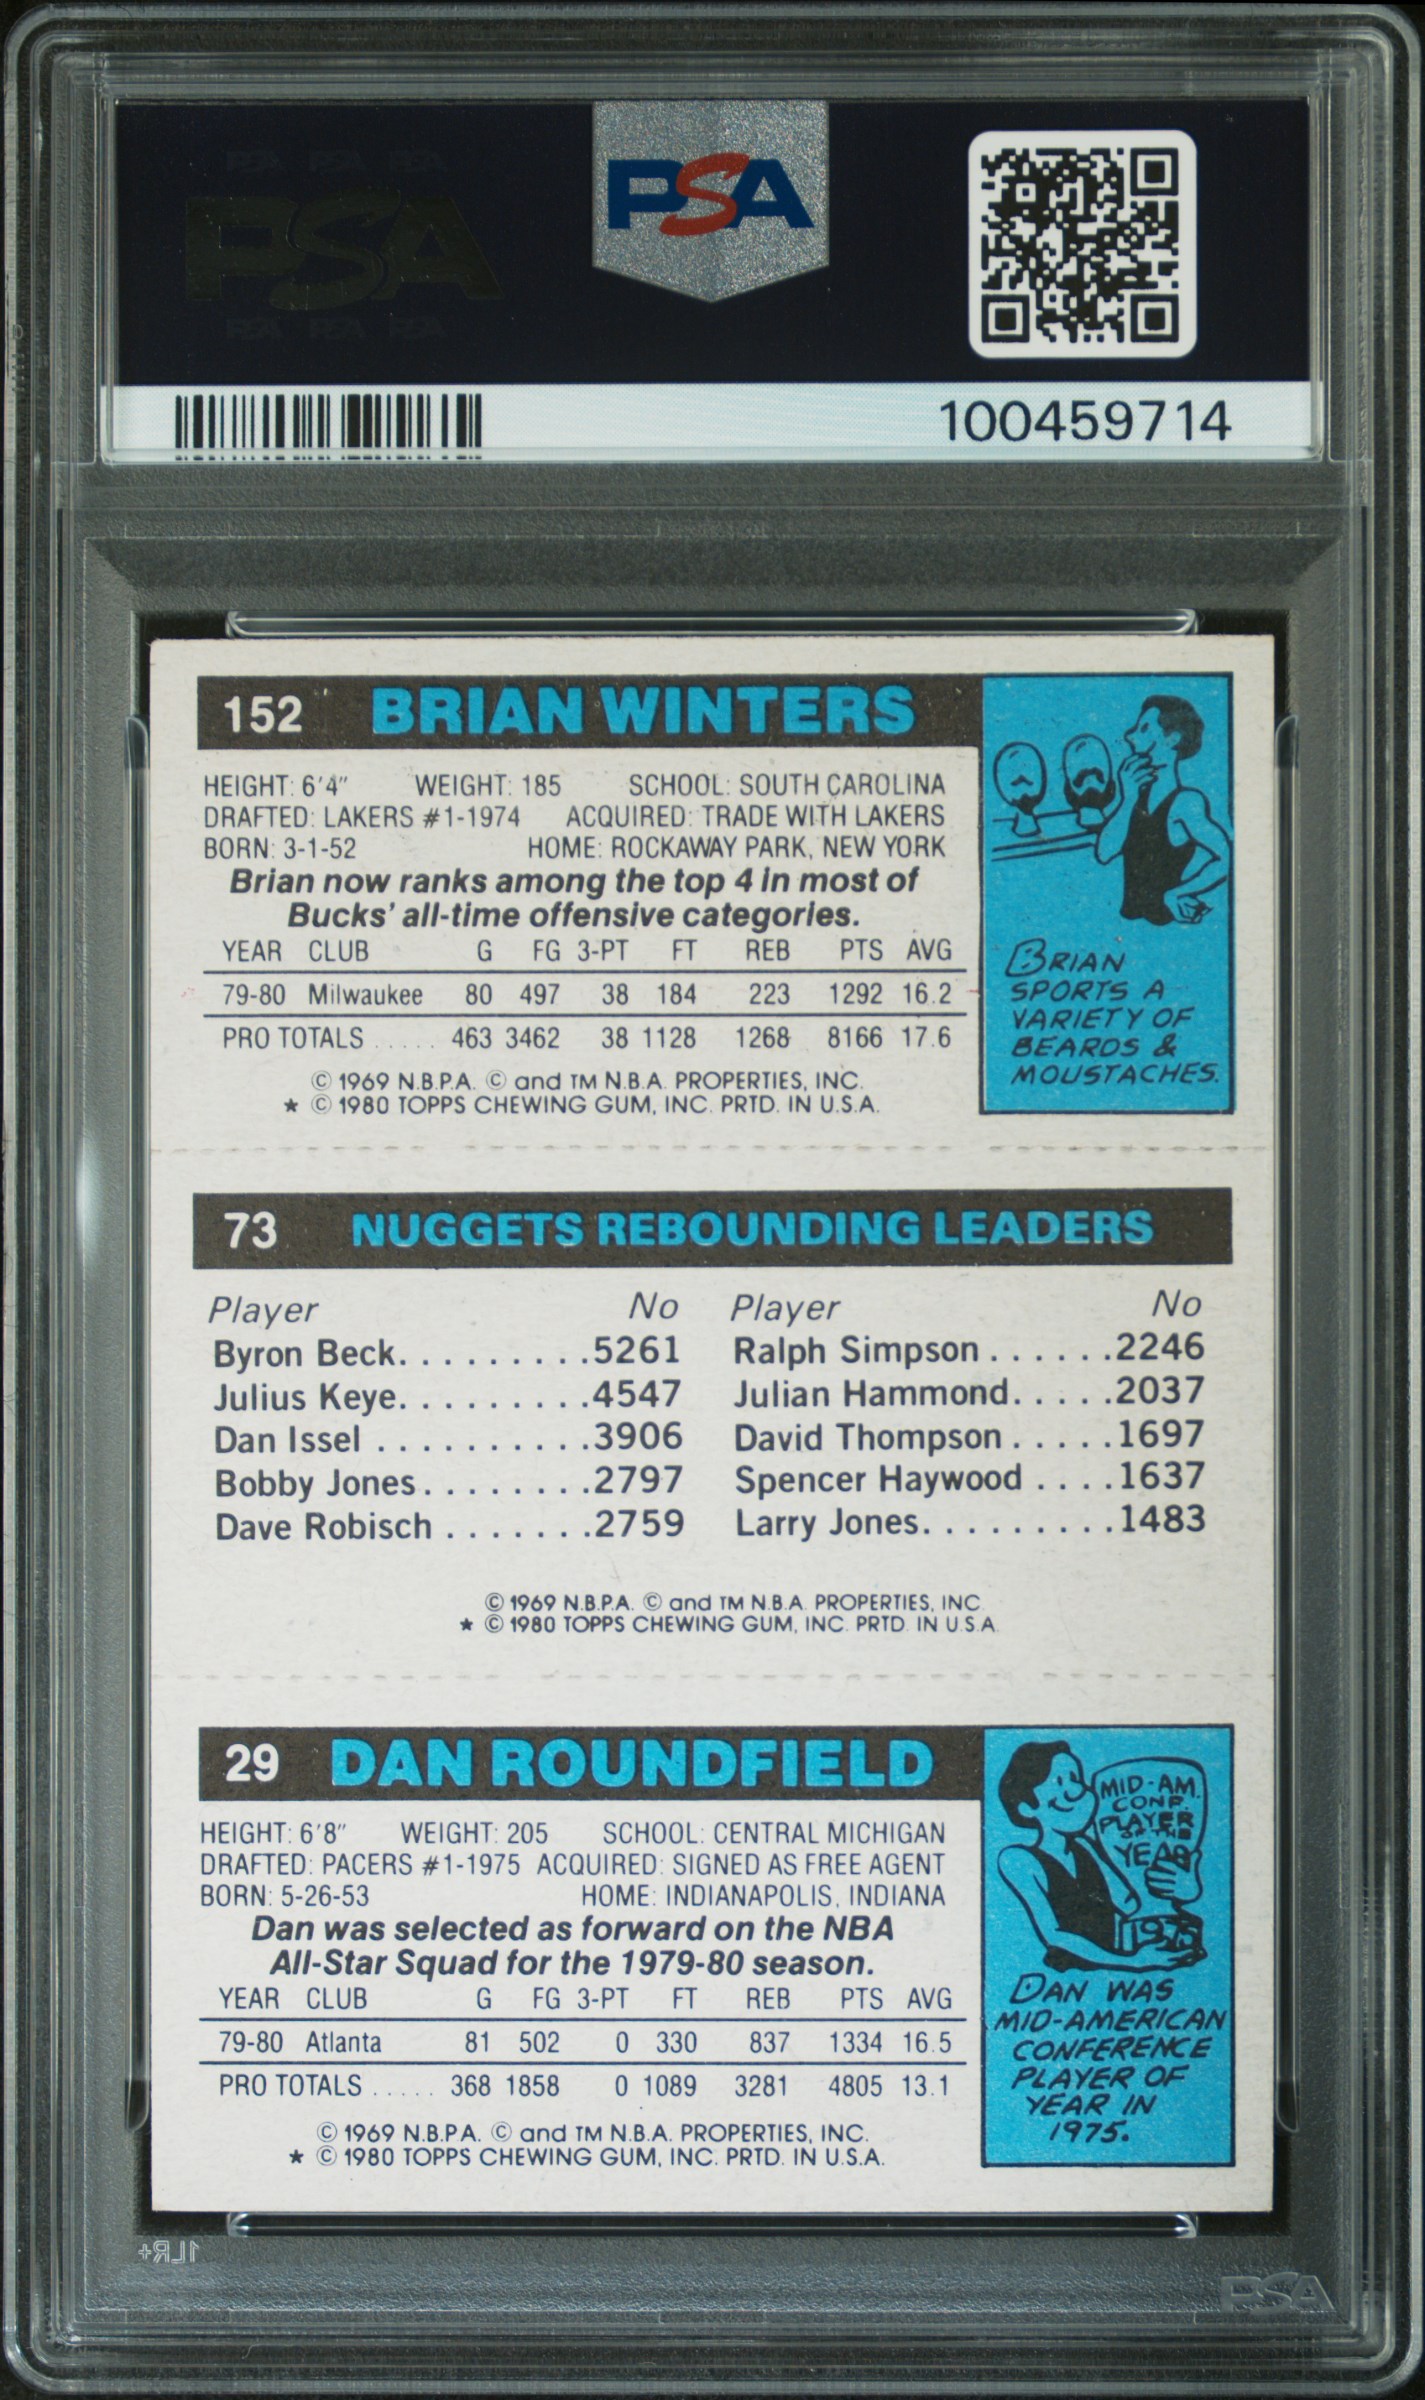 PSA PSA PSA
PSA
PSA PSA PSA
PSA
100459714
152 BRIAN WINTERS
HEIGHT: 6'4" WEIGHT: 185 SCHOOL: SOUTH CAROLINA
DRAFTED: LAKERS #1-1974 ACQUIRED: TRADE WITH LAKERS
BORN: 3-1-52 HOME: ROCKAWAY PARK, NEW YORK
Brian now ranks among the top 4 in most of
Bucks' all-time offensive categories.
YEAR CLUB G FG 3-PT FT REB PTS AVG
79-80 Milwaukee 80 497 38 184 223 1292 16.2
PRO TOTALS ..... 463 3462 38 1128 1268 8166 17.6
© 1969 N.B.P.A. © and TM N.B.A. PROPERTIES, INC.
★ © 1980 TOPPS CHEWING GUM, INC. PRTD. IN U.S.A.
BRIAN
SPORTS A
VARIETY OF
BEARDS &
MOUSTACHES.
73 NUGGETS REBOUNDING LEADERS
Player No Player No
Byron Beck. . . . . . . . . .5261 Ralph Simpson . . . . . .2246
Julius Keye. . . . . . . . . .4547 Julian Hammond. . . . . .2037
Dan Issel . . . . . . . . . . .3906 David Thompson . . . . .1697
Bobby Jones. . . . . . . . .2797 Spencer Haywood . . . .1637
Dave Robisch . . . . . . .2759 Larry Jones. . . . . . . . . .1483
© 1969 N.B.P.A. © and TM N.B.A. PROPERTIES, INC.
★ © 1980 TOPPS CHEWING GUM, INC. PRTD. IN U.S.A.
29 DAN ROUNDFIELD
HEIGHT: 6'8" WEIGHT: 205 SCHOOL: CENTRAL MICHIGAN
DRAFTED: PACERS #1-1975 ACQUIRED: SIGNED AS FREE AGENT
BORN: 5-26-53 HOME: INDIANAPOLIS, INDIANA
Dan was selected as forward on the NBA
All-Star Squad for the 1979-80 season.
YEAR CLUB G FG 3-PT FT REB PTS AVG
79-80 Atlanta 81 502 0 330 837 1334 16.5
PRO TOTALS ..... 368 1858 0 1089 3281 4805 13.1
© 1969 N.B.P.A. © and TM N.B.A. PROPERTIES, INC.
★ © 1980 TOPPS CHEWING GUM, INC. PRTD. IN U.S.A.
MID-AM.
CONF.
PLAYER
OF THE
YEAR
1975
DAN WAS
MID-AMERICAN
CONFERENCE
PLAYER OF
YEAR IN
1975.
1LR+
PSA